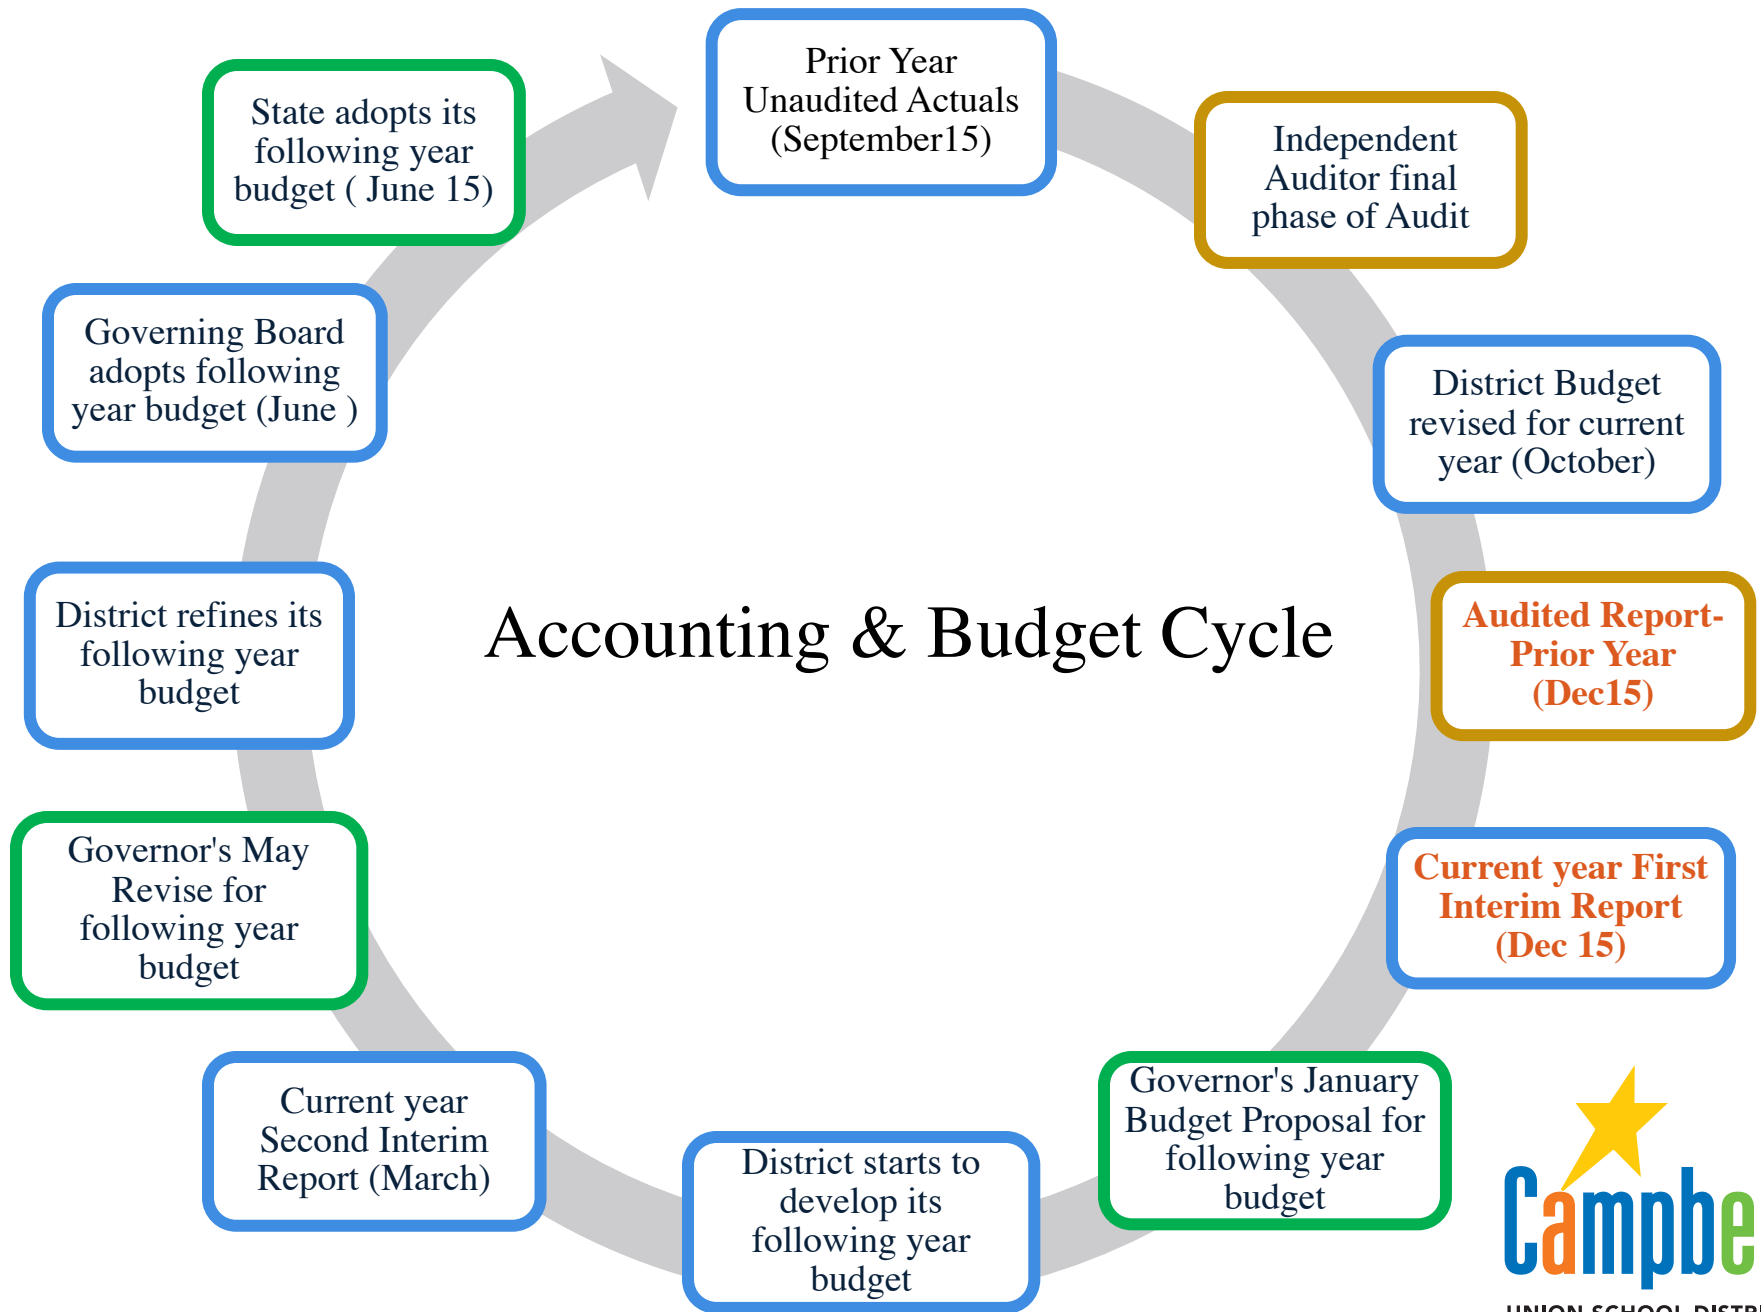 Prior Year
Unaudited Actuals
(September15)
Independent
Auditor final
phase of Audit
District Budget
revised for current
year (October)
Audited Report-
Prior Year
(Dec15)
Current year First
Interim Report
(Dec 15)
Governor's January
Budget Proposal for
following year
budget
District starts to
develop its
following year
budget
Current year
Second Interim
Report (March)
Governor's May
Revise for
following year
budget
District refines its
following year
budget
Governing Board
adopts following
year budget (June )
State adopts its
following year
budget ( June 15)
Accounting & Budget Cycle
Campbe
UNION SCHOOL DISTR